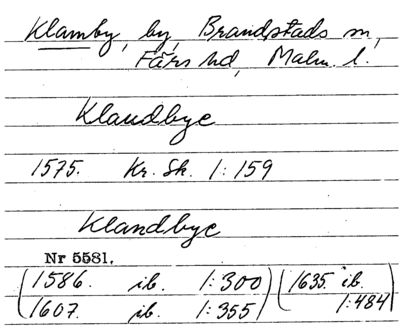 Klamby, by, Brandstads sn,
Färs hd, Malm. l.
Klandbye
1575. Kr. Sk. 1:159
Klandbye
Nr 5581.
(1586. ib. 1:300) (1635. ib.
1607. ib. 1:355) 1:484)